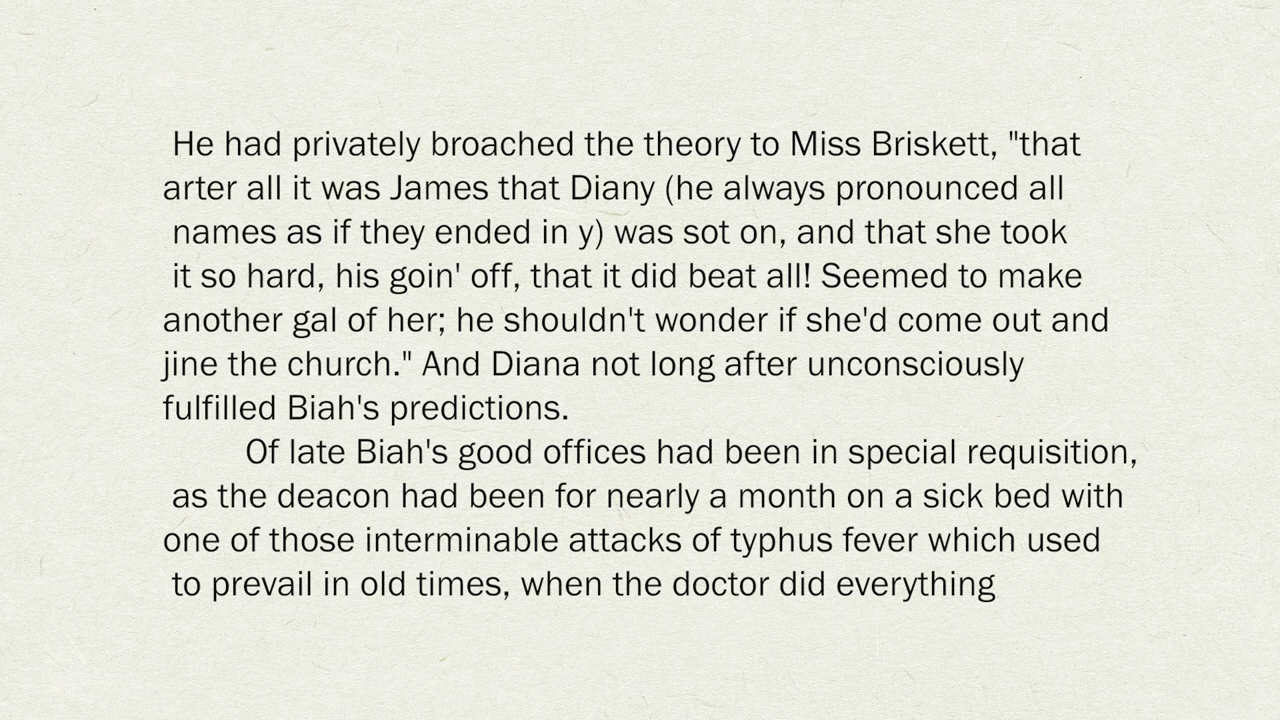 He had privately broached the theory to Miss Briskett, "that
arter all it was James that Diany (he always pronounced all
names as if they ended in y) was sot on, and that she took
it so hard, his goin' off, that it did beat all! Seemed to make
another gal of her; he shouldn't wonder if she'd come out and
jine the church." And Diana not long after unconsciously
fulfilled Biah's predictions.
Of late Biah's good offices had been in special requisition,
as the deacon had been for nearly a month on a sick bed with
one of those interminable attacks of typhus fever which used
to prevail in old times, when the doctor did everything